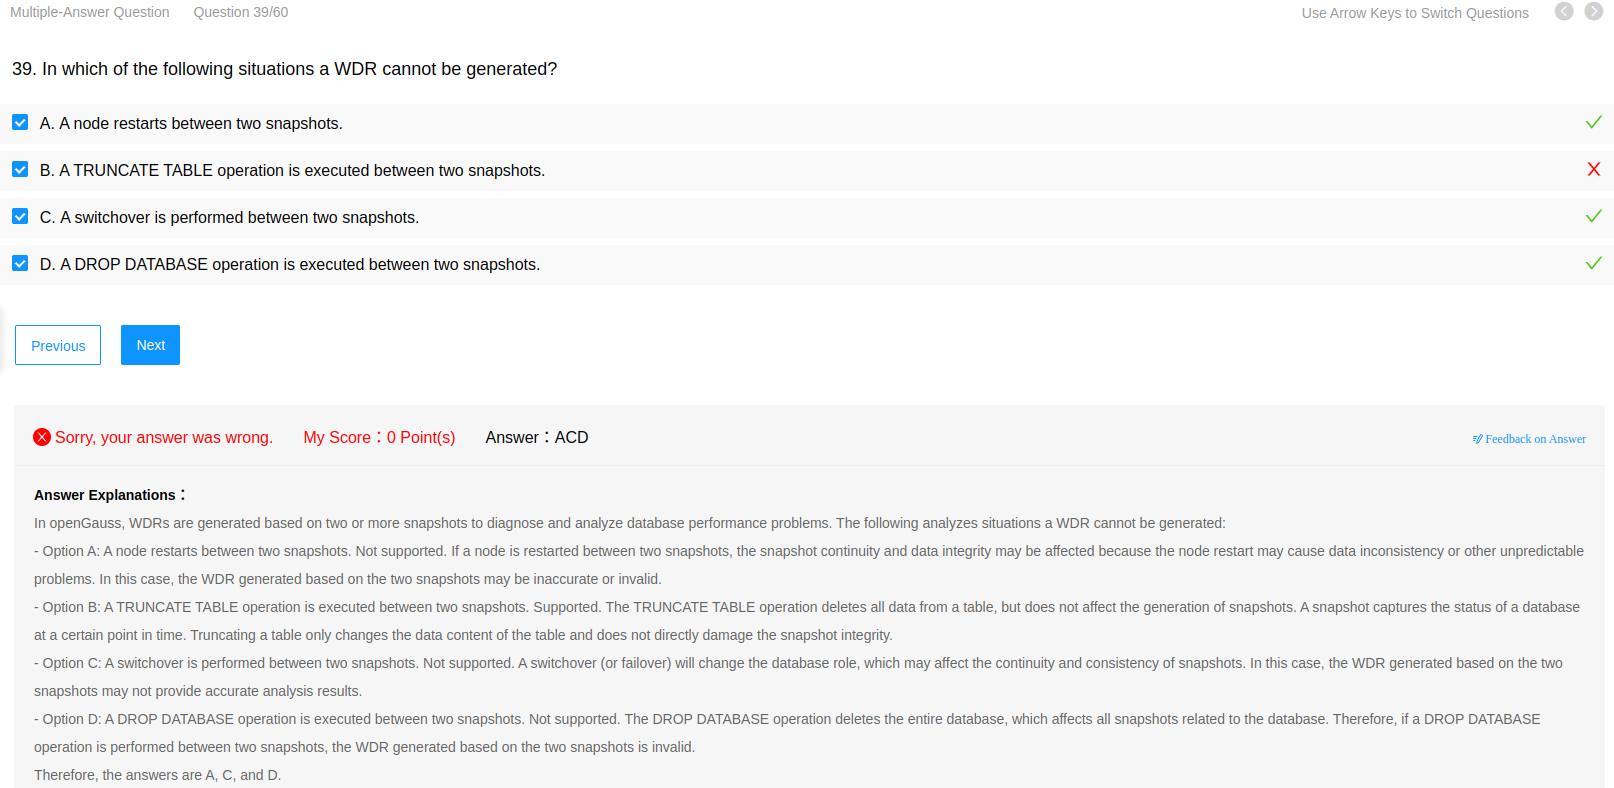 Multiple-Answer Question Question 39/60 Use Arrow Keys to Switch Questions
39. In which of the following situations a WDR cannot be generated?
A. A node restarts between two snapshots.
B. A TRUNCATE TABLE operation is executed between two snapshots.
C. A switchover is performed between two snapshots.
D. A DROP DATABASE operation is executed between two snapshots.
Previous Next
Sorry, your answer was wrong. My Score：0 Point(s) Answer：ACD Feedback on Answer
Answer Explanations：
In openGauss, WDRs are generated based on two or more snapshots to diagnose and analyze database performance problems. The following analyzes situations a WDR cannot be generated:
- Option A: A node restarts between two snapshots. Not supported. If a node is restarted between two snapshots, the snapshot continuity and data integrity may be affected because the node restart may cause data inconsistency or other unpredictable
problems. In this case, the WDR generated based on the two snapshots may be inaccurate or invalid.
- Option B: A TRUNCATE TABLE operation is executed between two snapshots. Supported. The TRUNCATE TABLE operation deletes all data from a table, but does not affect the generation of snapshots. A snapshot captures the status of a database
at a certain point in time. Truncating a table only changes the data content of the table and does not directly damage the snapshot integrity.
- Option C: A switchover is performed between two snapshots. Not supported. A switchover (or failover) will change the database role, which may affect the continuity and consistency of snapshots. In this case, the WDR generated based on the two
snapshots may not provide accurate analysis results.
- Option D: A DROP DATABASE operation is executed between two snapshots. Not supported. The DROP DATABASE operation deletes the entire database, which affects all snapshots related to the database. Therefore, if a DROP DATABASE
operation is performed between two snapshots, the WDR generated based on the two snapshots is invalid.
Therefore, the answers are A, C, and D.